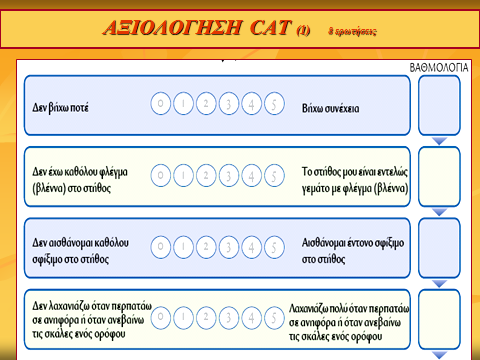 ΑΞΙΟΛΟΓΗΣΗ CAT (1) 8 ερωτήσεις
ΒΑΘΜΟΛΟΓΙΑ
Δεν βήχω ποτέ 0 1 2 3 4 5 Βήχω συνέχεια
Δεν έχω καθόλου φλέγμα 0 1 2 3 4 5 Το στήθος μου είναι εντελώς
(βλέννα) στο στήθος γεμάτο με φλέγμα (βλέννα)
Δεν αισθάνομαι καθόλου 0 1 2 3 4 5 Αισθάνομαι έντονο σφίξιμο
σφίξιμο στο στήθος στο στήθος
Δεν λαχανιάζω όταν περπατάω Λαχανιάζω πολύ όταν περπατάω
σε ανηφόρα ή όταν ανεβαίνω 0 1 2 3 4 5 σε ανηφόρα ή όταν ανεβαίνω
τις σκάλες ενός ορόφου τις σκάλες ενός ορόφου